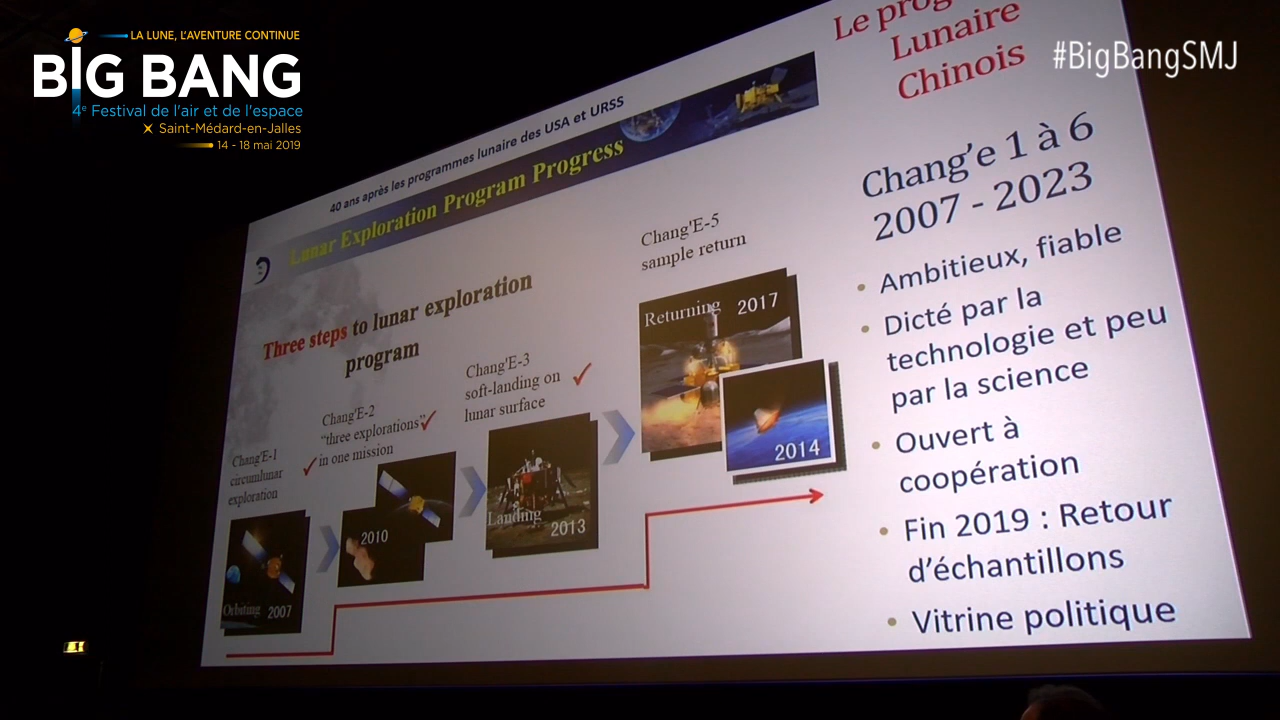 LA LUNE, L'AVENTURE CONTINUE
BIG BANG
4e Festival de l'air et de l'espace
Saint-Médard-en-Jalles
14 - 18 mai 2019
#BigBangSMJ
40 ans après les programmes lunaire des USA et URSS
Lunar Exploration Program Progress
Three steps to lunar exploration
program
Chang'E-1
circumlunar
exploration
Orbiting 2007
Chang'E-2
"three explorations"
in one mission
2010
Chang'E-3
soft-landing on
lunar surface
Landing
2013
Chang'E-5
sample return
Returning 2017
2014
Le
Lunaire
Chinois
Chang'e 1 à 6
2007 - 2023
• Ambitieux, fiable
• Dicté par la
technologie et peu
par la science
• Ouvert à
coopération
• Fin 2019 : Retour
d'échantillons
• Vitrine politique